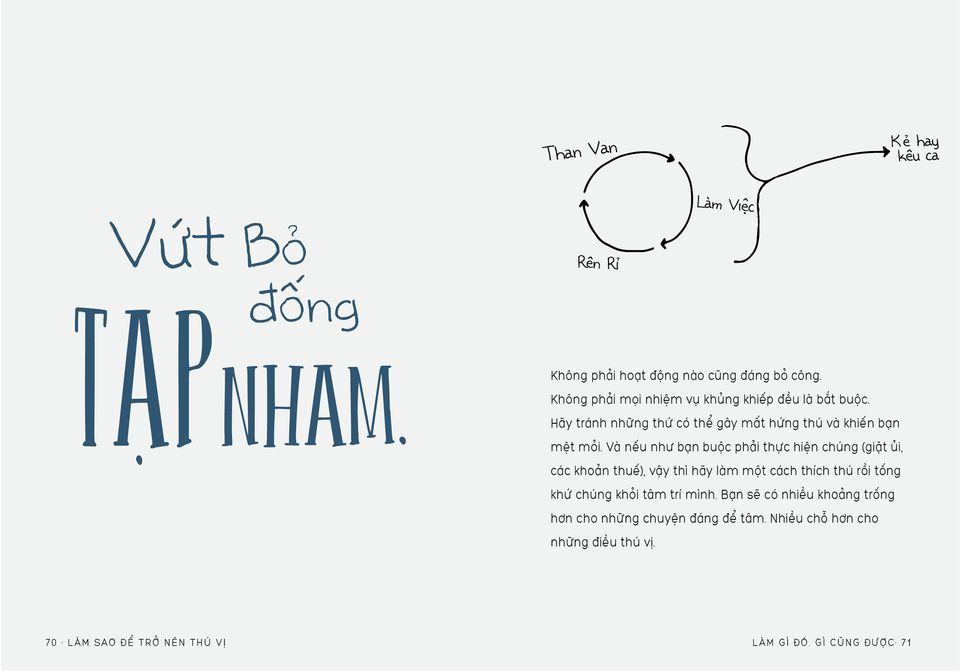 Vứt Bỏ
đống
TẠP NHAM.
Than Van
Làm Việc
Rên Rỉ
Kẻ hay
kêu ca
Không phải hoạt động nào cũng đáng bỏ công.
Không phải mọi nhiệm vụ khủng khiếp đều là bắt buộc.
Hãy tránh những thứ có thể gây mất hứng thú và khiến bạn
mệt mỏi. Và nếu như bạn buộc phải thực hiện chúng (giặt ủi,
các khoản thuế), vậy thì hãy làm một cách thích thú rồi tống
khứ chúng khỏi tâm trí mình. Bạn sẽ có nhiều khoảng trống
hơn cho những chuyện đáng để tâm. Nhiều chỗ hơn cho
những điều thú vị.
70 · LÀM SAO ĐỂ TRỞ NÊN THÚ VỊ
LÀM GÌ ĐÓ. GÌ CŨNG ĐƯỢC· 71